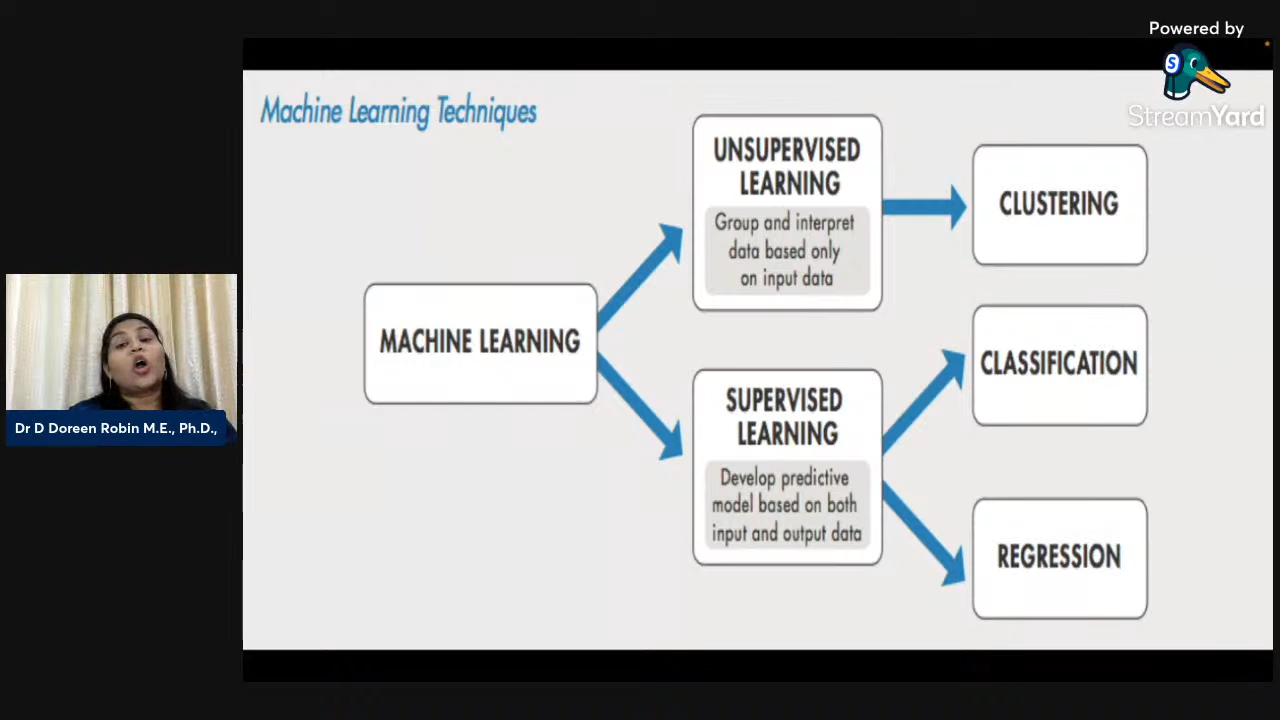 Powered by
StreamYard
Machine Learning Techniques
UNSUPERVISED
LEARNING
Group and interpret
data based only
on input data
CLUSTERING
MACHINE LEARNING
SUPERVISED
LEARNING
Develop predictive
model based on both
input and output data
CLASSIFICATION
REGRESSION
Dr D Doreen Robin M.E., Ph.D.,